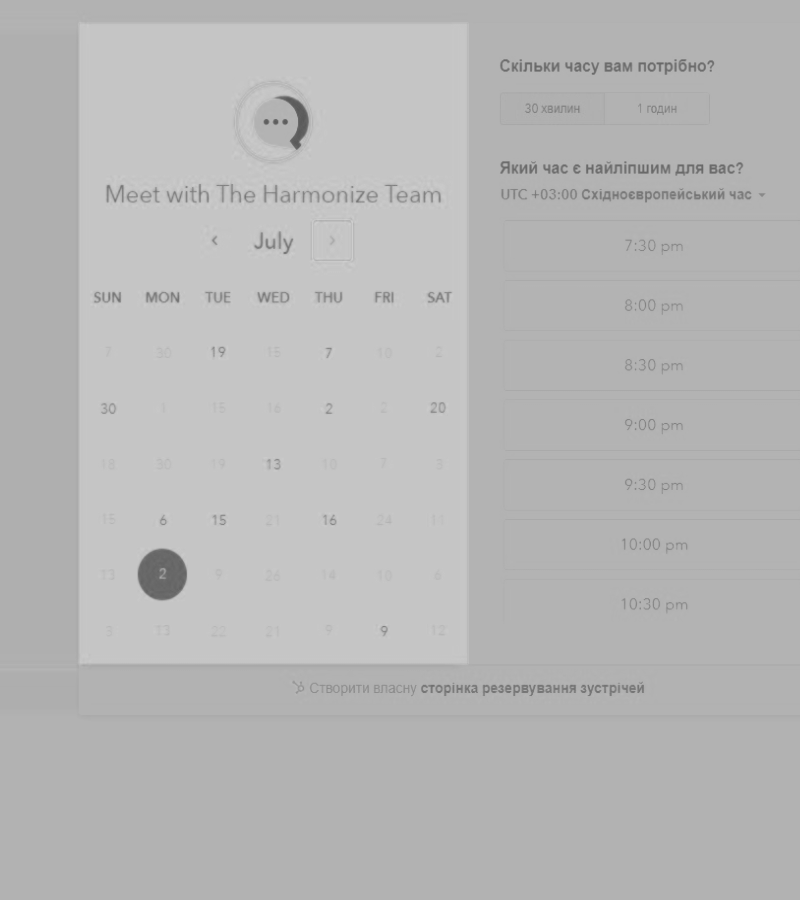 Meet with The Harmonize Team
July
SUN MON TUE WED THU FRI SAT
7 30 19 15 7 10 2
30 1 15 16 2 2 20
18 30 19 13 10 7 3
15 6 15 21 16 24 11
13 2 9 26 14 10 6
3 13 22 21 9 9 12
Скільки часу вам потрібно?
30 хвилин 1 годин
Який час є найліпшим для вас?
UTC +03:00 Східноєвропейський час
7:30 pm
8:00 pm
8:30 pm
9:00 pm
9:30 pm
10:00 pm
10:30 pm
Створити власну сторінка резервування зустрічей